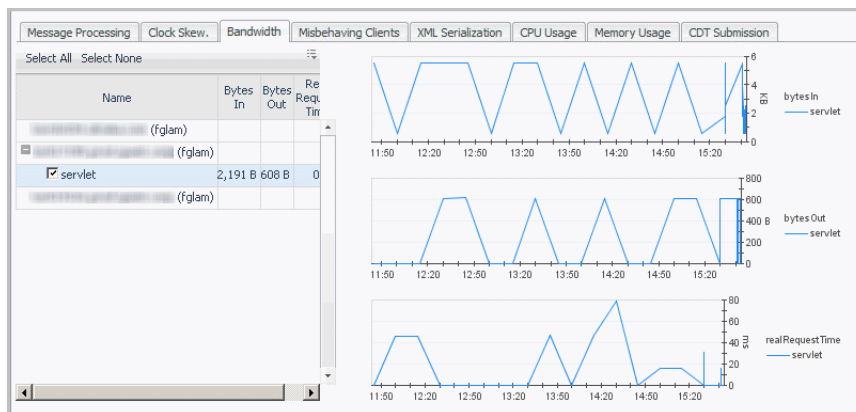 Message Processing Clock Skew. Bandwidth Misbehaving Clients XML Serialization CPU Usage Memory Usage CDT Submission
Select All Select None
Name Bytes In Bytes Out Re Requ Tim
(fglam)
(fglam)
servlet 2,191 B 608 B 0
(fglam)
6
4
2
0
KB
bytesIn
servlet
11:50 12:20 12:50 13:20 13:50 14:20 14:50 15:20
800
400 B
200
0
bytesOut
servlet
11:50 12:20 12:50 13:20 13:50 14:20 14:50 15:20
80
60
40
20
0
ms
realRequestTime
servlet
11:50 12:20 12:50 13:20 13:50 14:20 14:50 15:20